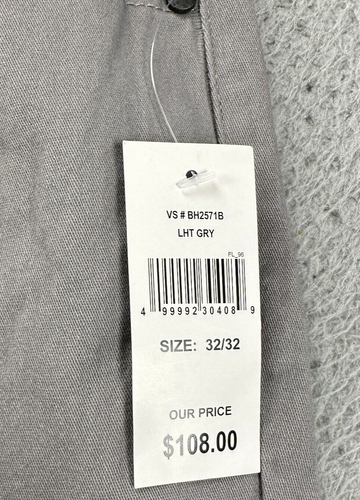 VS # BH2571B
LHT GRY
FL_96
4 99992 30408 9
SIZE: 32/32
OUR PRICE
$108.00